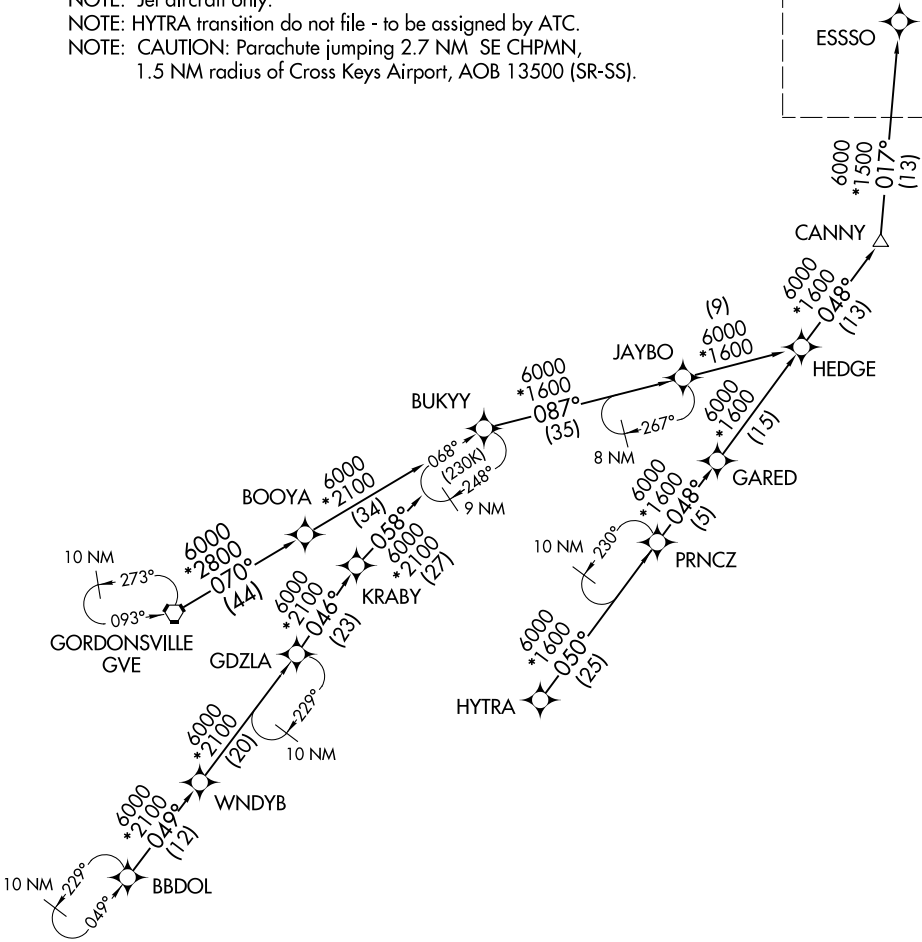 NOTE: Jet aircraft only.
NOTE: HYTRA transition do not file - to be assigned by ATC.
NOTE: CAUTION: Parachute jumping 2.7 NM SE CHPMN,
1.5 NM radius of Cross Keys Airport, AOB 13500 (SR-SS).
ESSSO
6000
*1500
017°
(13)
CANNY
6000
*1600
048°
(13)
HEDGE
(9)
6000
*1600
JAYBO
267°
8 NM
6000
*1600
087°
(35)
BUKYY
068°
(230K)
248°
9 NM
6000
*1600
(15)
GARED
6000
*1600
048°
(5)
PRNCZ
230°
10 NM
6000
*1600
050°
(25)
HYTRA
BOOYA
6000
*2100
(34)
6000
*2800
070°
(44)
10 NM
273°
093°
GORDONSVILLE
GVE
058°
6000
*2100
(27)
KRABY
6000
*2100
046°
(23)
GDZLA
229°
10 NM
6000
*2100
(20)
WNDYB
6000
*2100
049°
(12)
BBDOL
10 NM
229°
049°